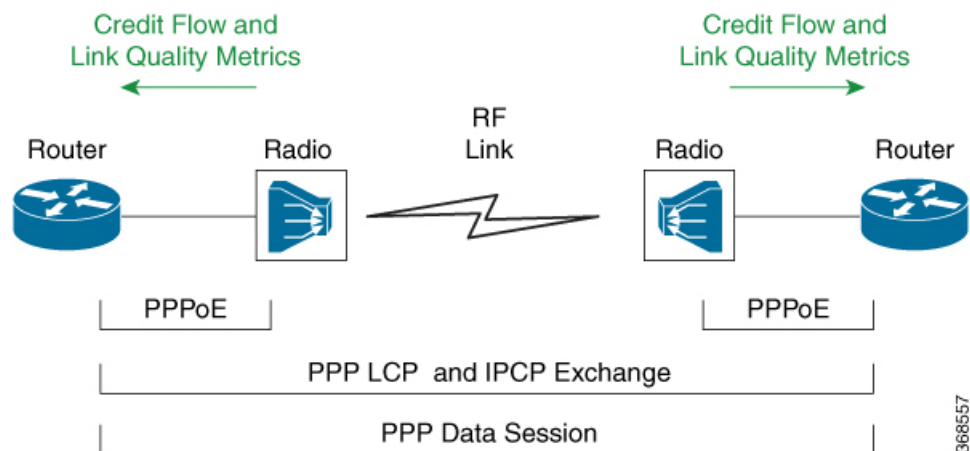 Credit Flow and
Link Quality Metrics
Credit Flow and
Link Quality Metrics
RF
Link
Router
Radio
Radio
Router
PPPoE
PPPoE
PPP LCP and IPCP Exchange
PPP Data Session
368557